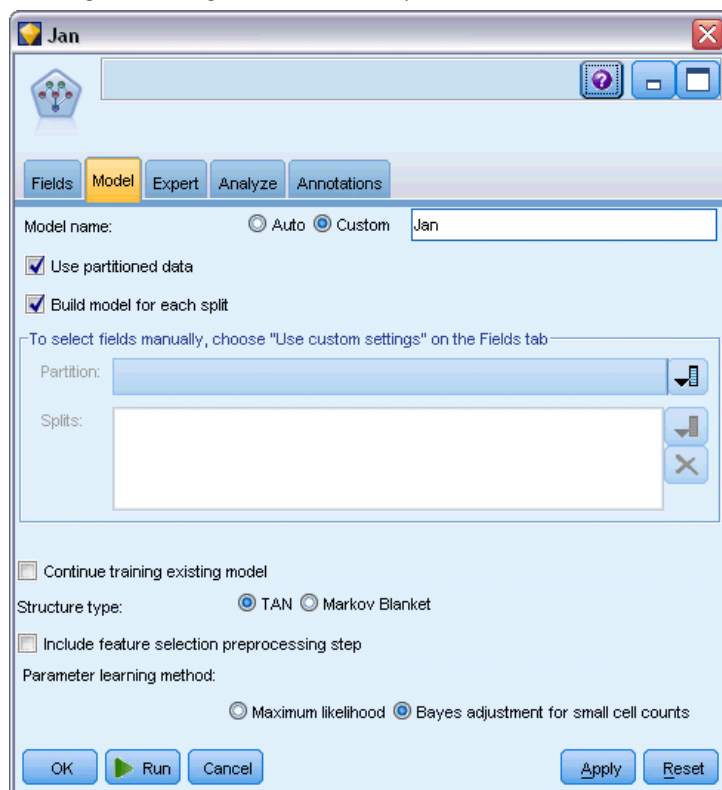 Jan
Fields Model Expert Analyze Annotations
Model name: Auto Custom Jan
Use partitioned data
Build model for each split
To select fields manually, choose "Use custom settings" on the Fields tab
Partition:
Splits:
Continue training existing model
Structure type: TAN Markov Blanket
Include feature selection preprocessing step
Parameter learning method:
Maximum likelihood Bayes adjustment for small cell counts
OK Run Cancel Apply Reset